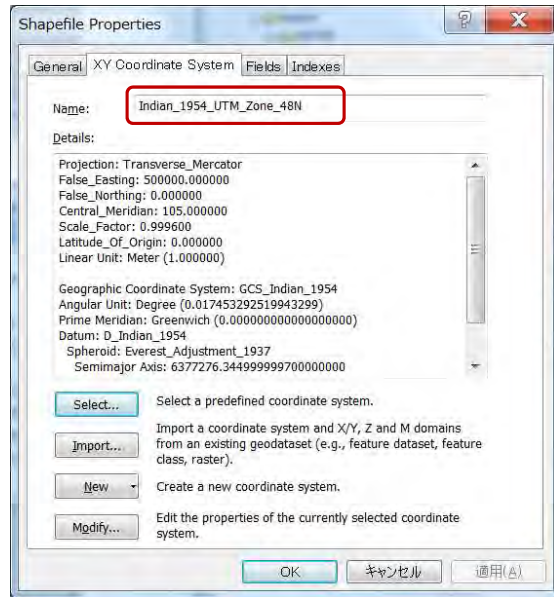 Shapefile Properties
General XY Coordinate System Fields Indexes
Name: Indian_1954_UTM_Zone_48N
Details:
Projection: Transverse_Mercator
False_Easting: 500000.000000
False_Northing: 0.000000
Central_Meridian: 105.000000
Scale_Factor: 0.999600
Latitude_Of_Origin: 0.000000
Linear Unit: Meter (1.000000)
Geographic Coordinate System: GCS_Indian_1954
Angular Unit: Degree (0.017453292519943299)
Prime Meridian: Greenwich (0.000000000000000000)
Datum: D_Indian_1954
Spheroid: Everest_Adjustment_1937
Semimajor Axis: 6377276.344999999700000000
Select... Select a predefined coordinate system.
Import... Import a coordinate system and X/Y, Z and M domains
from an existing geodataset (e.g., feature dataset, feature
class, raster).
New Create a new coordinate system.
Modify... Edit the properties of the currently selected coordinate
system.
OK キャンセル 適用(A)